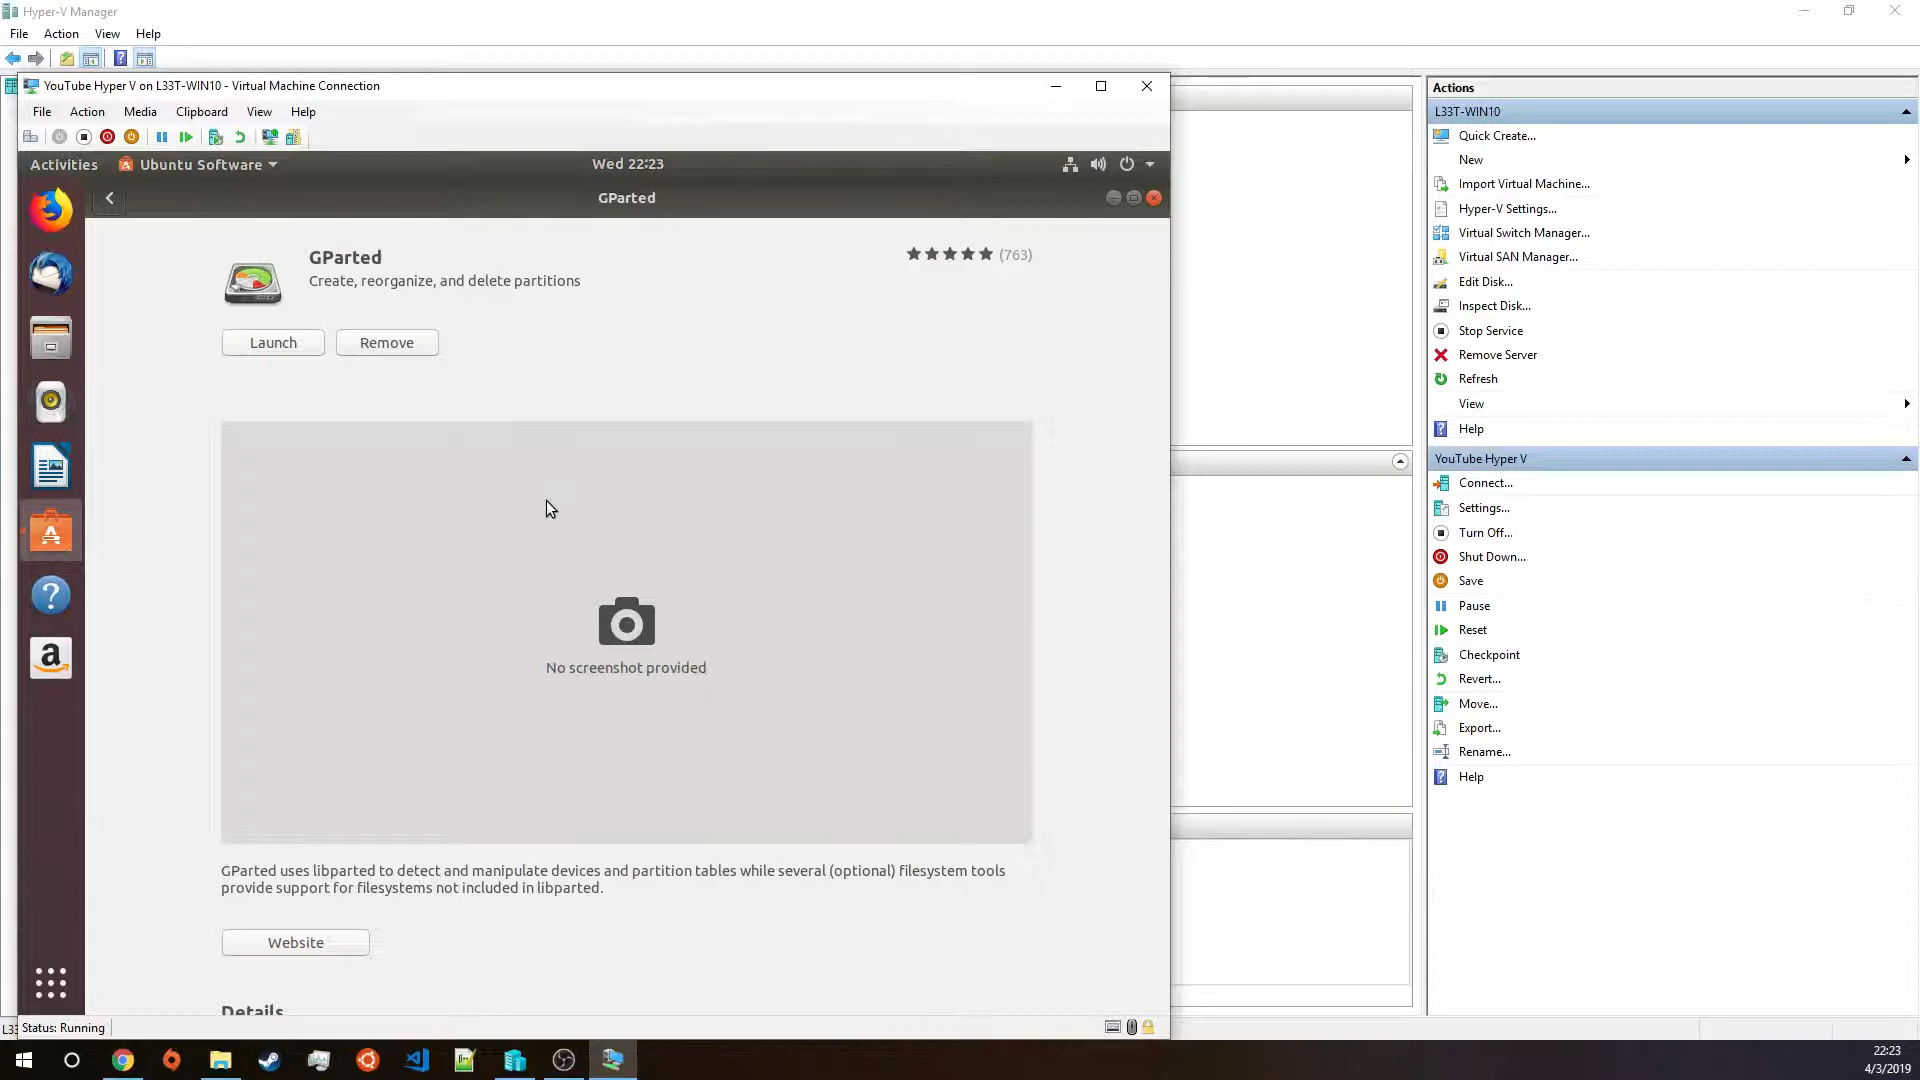 Hyper-V Manager
File Action View Help
YouTube Hyper V on L33T-WIN10 - Virtual Machine Connection
File Action Media Clipboard View Help
Activities Ubuntu Software Wed 22:23
GParted
GParted
Create, reorganize, and delete partitions
(763)
Launch Remove
No screenshot provided
GParted uses libparted to detect and manipulate devices and partition tables while several (optional) filesystem tools
provide support for filesystems not included in libparted.
Website
Details
Status: Running
L33
Actions
L33T-WIN10
Quick Create...
New
Import Virtual Machine...
Hyper-V Settings...
Virtual Switch Manager...
Virtual SAN Manager...
Edit Disk...
Inspect Disk...
Stop Service
Remove Server
Refresh
View
Help
YouTube Hyper V
Connect...
Settings...
Turn Off...
Shut Down...
Save
Pause
Reset
Checkpoint
Revert...
Move...
Export...
Rename...
Help
22:23
4/3/2019